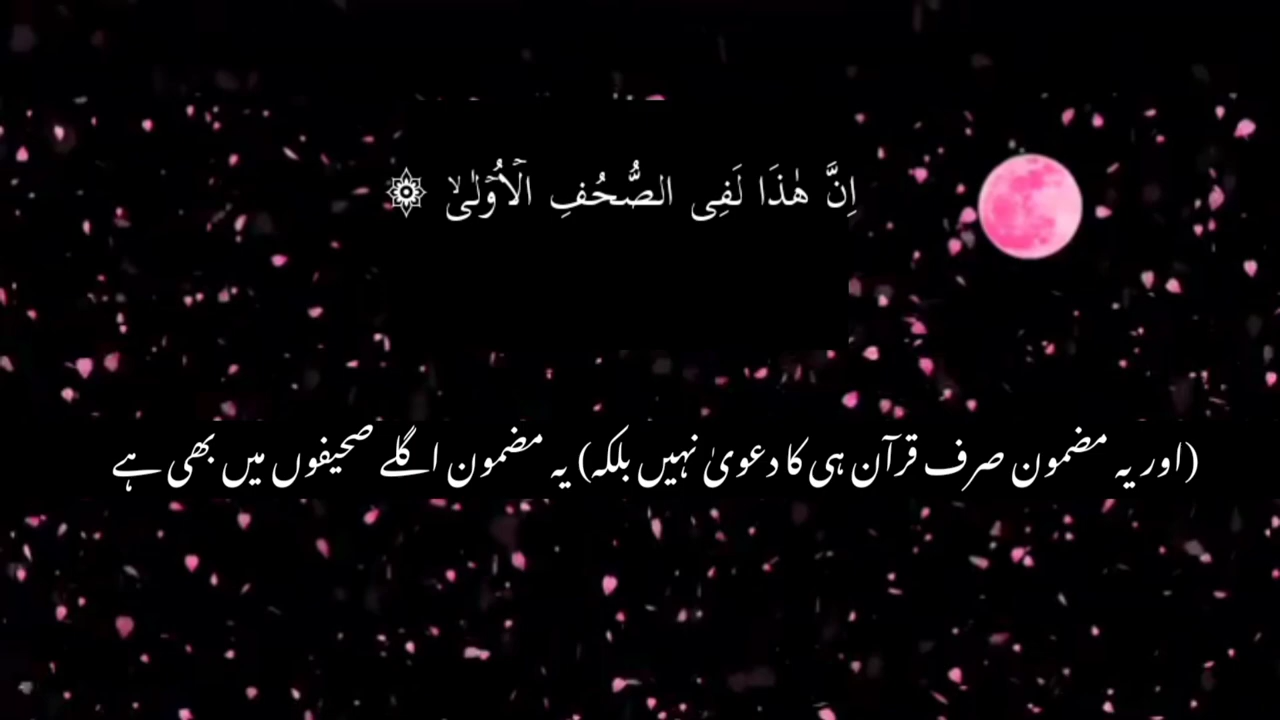 اِنَّ هٰذَا لَفِی الصُّحُفِ الۡاُوۡلٰیۙ ۞
(اور یہ مضمون صرف قرآن ہی کا دعویٰ نہیں بلکہ) یہ مضمون اگلے صحیفوں میں بھی ہے